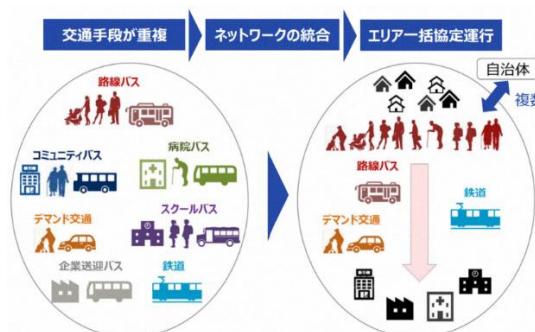 交通手段が重複
ネットワークの統合
エリア一括協定運行
路線バス
コミュニティバス
病院バス
デマンド交通
スクールバス
企業送迎バス
鉄道
自治体
複数
路線バス
鉄道
デマンド交通